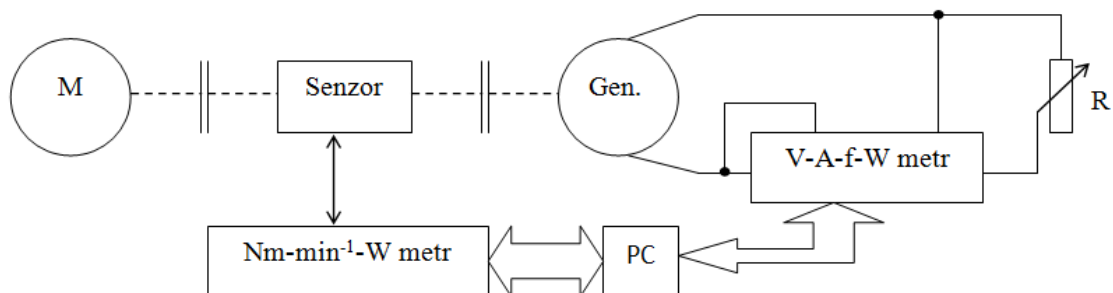 M
Senzor
Gen.
R
V-A-f-W metr
Nm-min⁻¹-W metr
PC